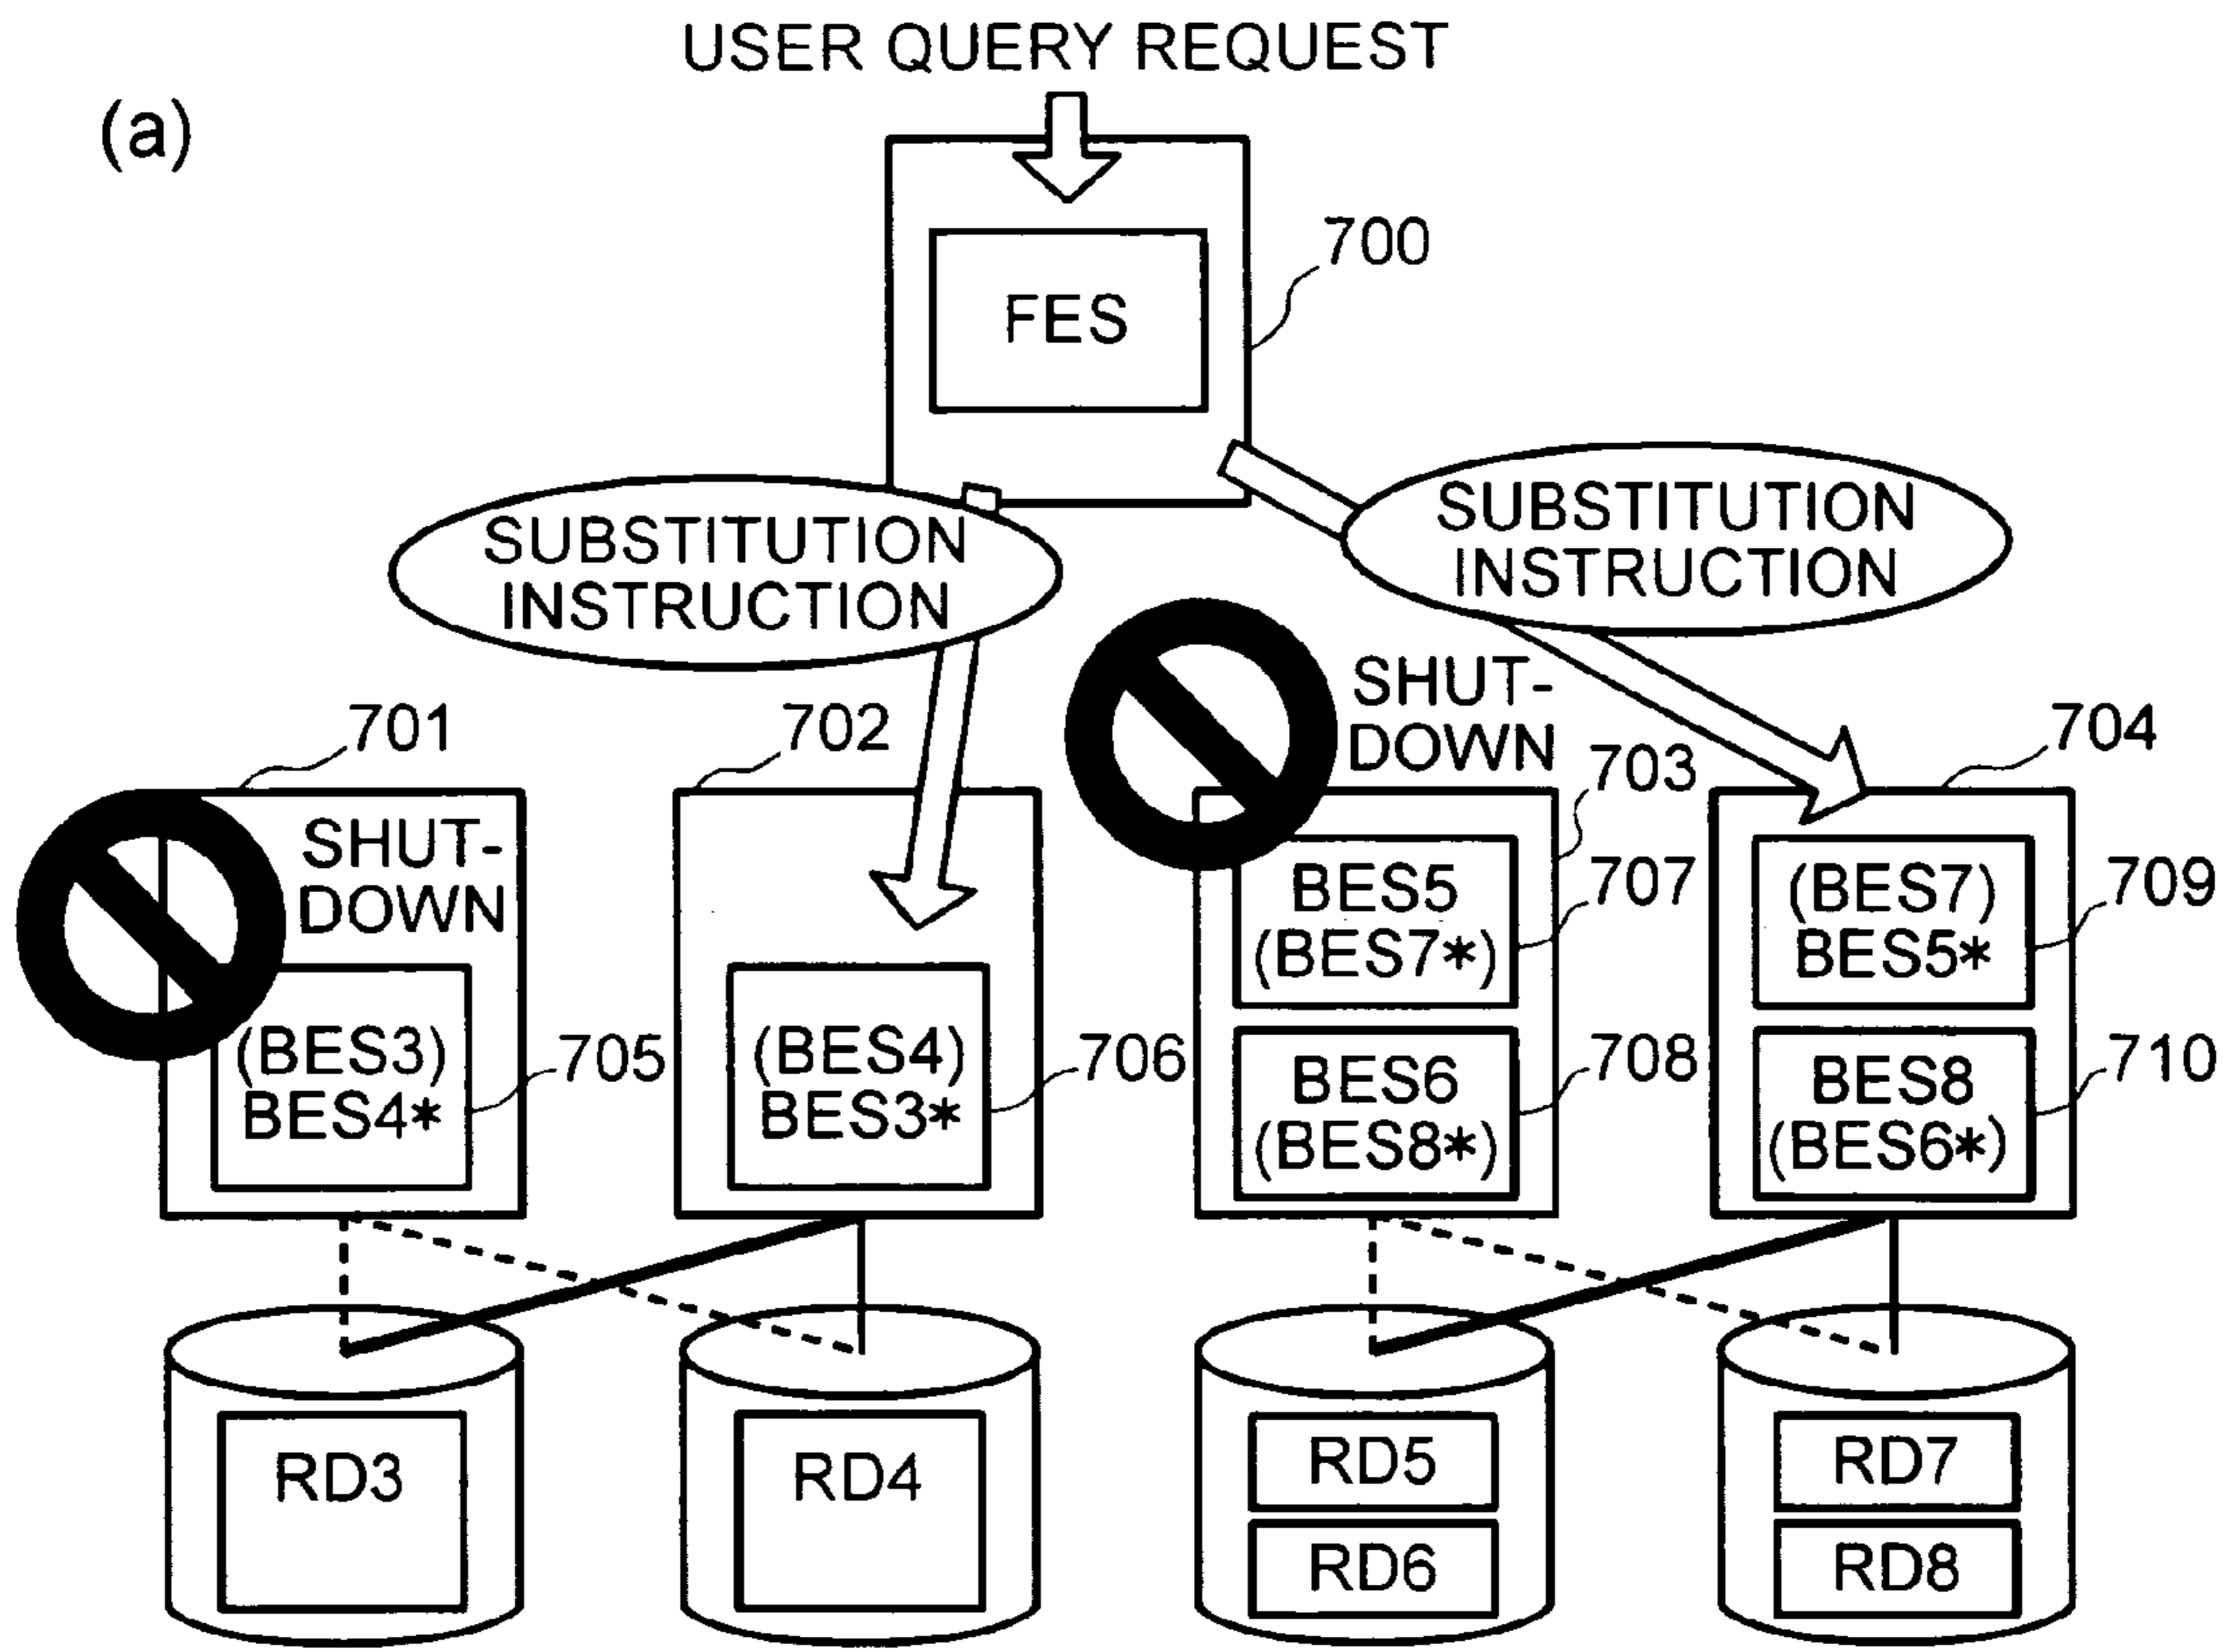 USER QUERY REQUEST
(a)
700
FES
SUBSTITUTION
INSTRUCTION
SUBSTITUTION
INSTRUCTION
701
702
SHUT-
DOWN
703
704
SHUT-
DOWN
(BES3)
BES4*
705
(BES4)
BES3*
706
BES5
(BES7*)
707
BES6
(BES8*)
708
(BES7)
BES5*
709
BES8
(BES6*)
710
RD3
RD4
RD5
RD6
RD7
RD8